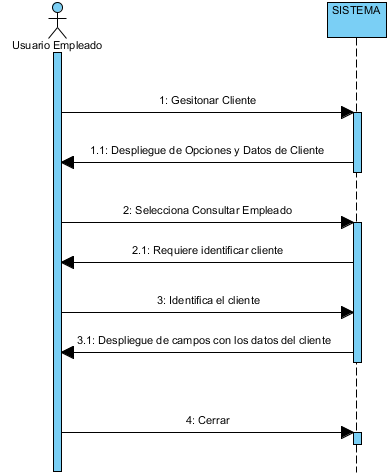 SISTEMA
Usuario Empleado
1: Gesitonar Cliente
1.1: Despliegue de Opciones y Datos de Cliente
2: Selecciona Consultar Empleado
2.1: Requiere identificar cliente
3: Identifica el cliente
3.1: Despliegue de campos con los datos del cliente
4: Cerrar